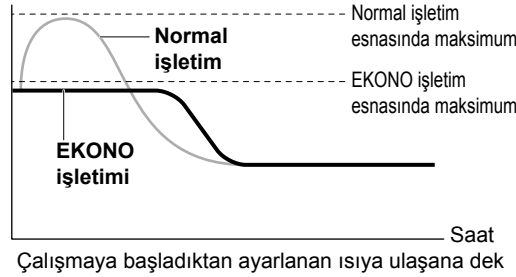 Normal işletim
esnasında maksimum
Normal
işletim
EKONO işletim
esnasında maksimum
EKONO
işletimi
Saat
Çalışmaya başladıktan ayarlanan ısıya ulaşana dek